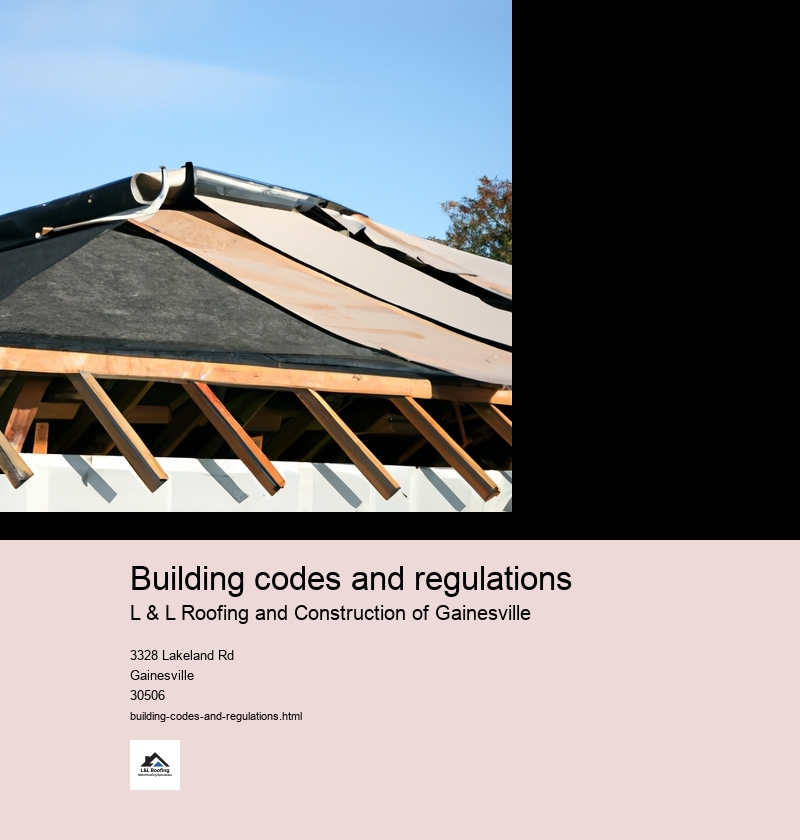 Building codes and regulations
L & L Roofing and Construction of Gainesville
3328 Lakeland Rd
Gainesville
30506
building-codes-and-regulations.html
L&L Roofing